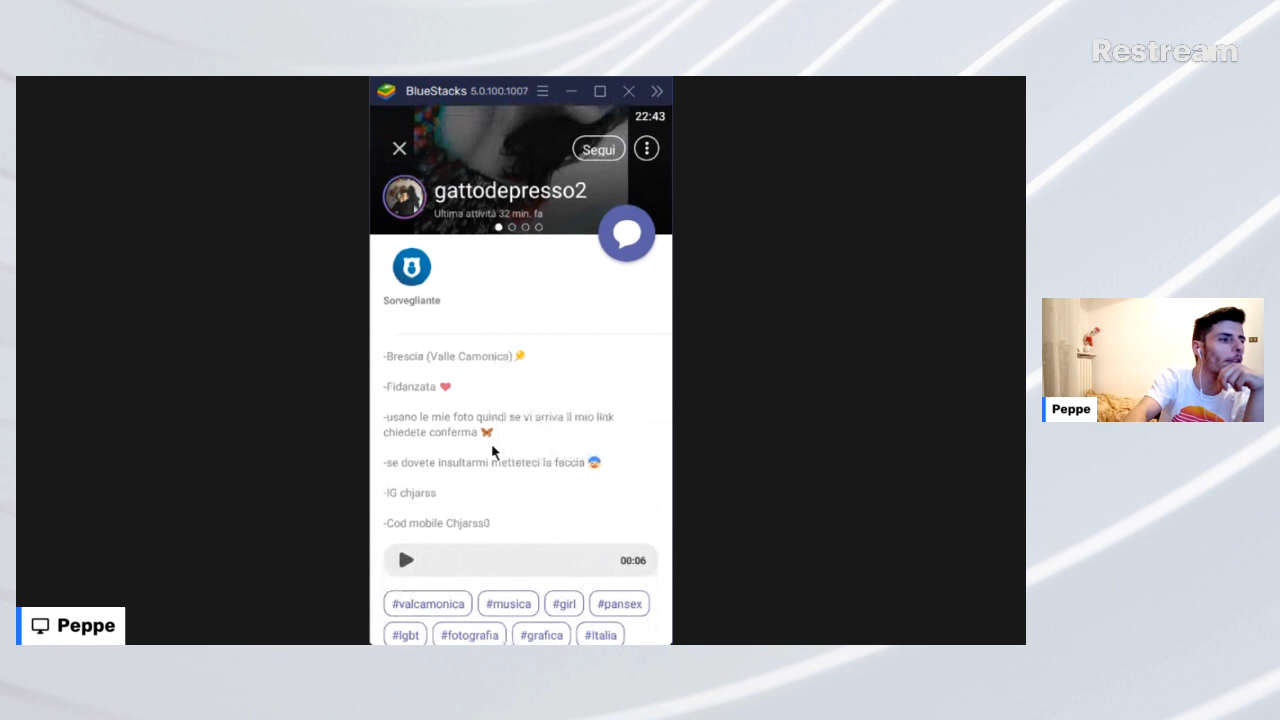 Restream
BlueStacks 5.0.100.1007
22:43
Segui
gattodepresso2
Ultima attività 32 min. fa
Sorvegliante
-Brescia (Valle Camonica)
-Fidanzata
-usano le mie foto quindi se vi arriva il mio link
chiedete conferma
-se dovete insultarmi metteteci la faccia
-IG chjarss
-Cod mobile Chjarss0
00:06
#valcamonica #musica #girl #pansex
#lgbt #fotografia #grafica #Italia
Peppe
Peppe